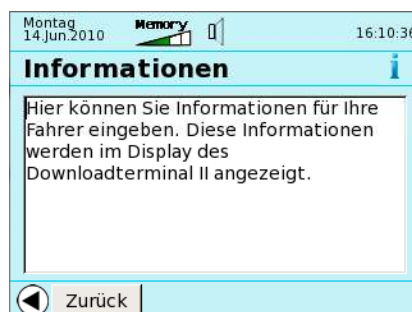 Montag
14.Jun.2010
Memory
16:10:36
Informationen
i
Hier können Sie Informationen für Ihre
Fahrer eingeben. Diese Informationen
werden im Display des
Downloadterminal II angezeigt.
Zurück